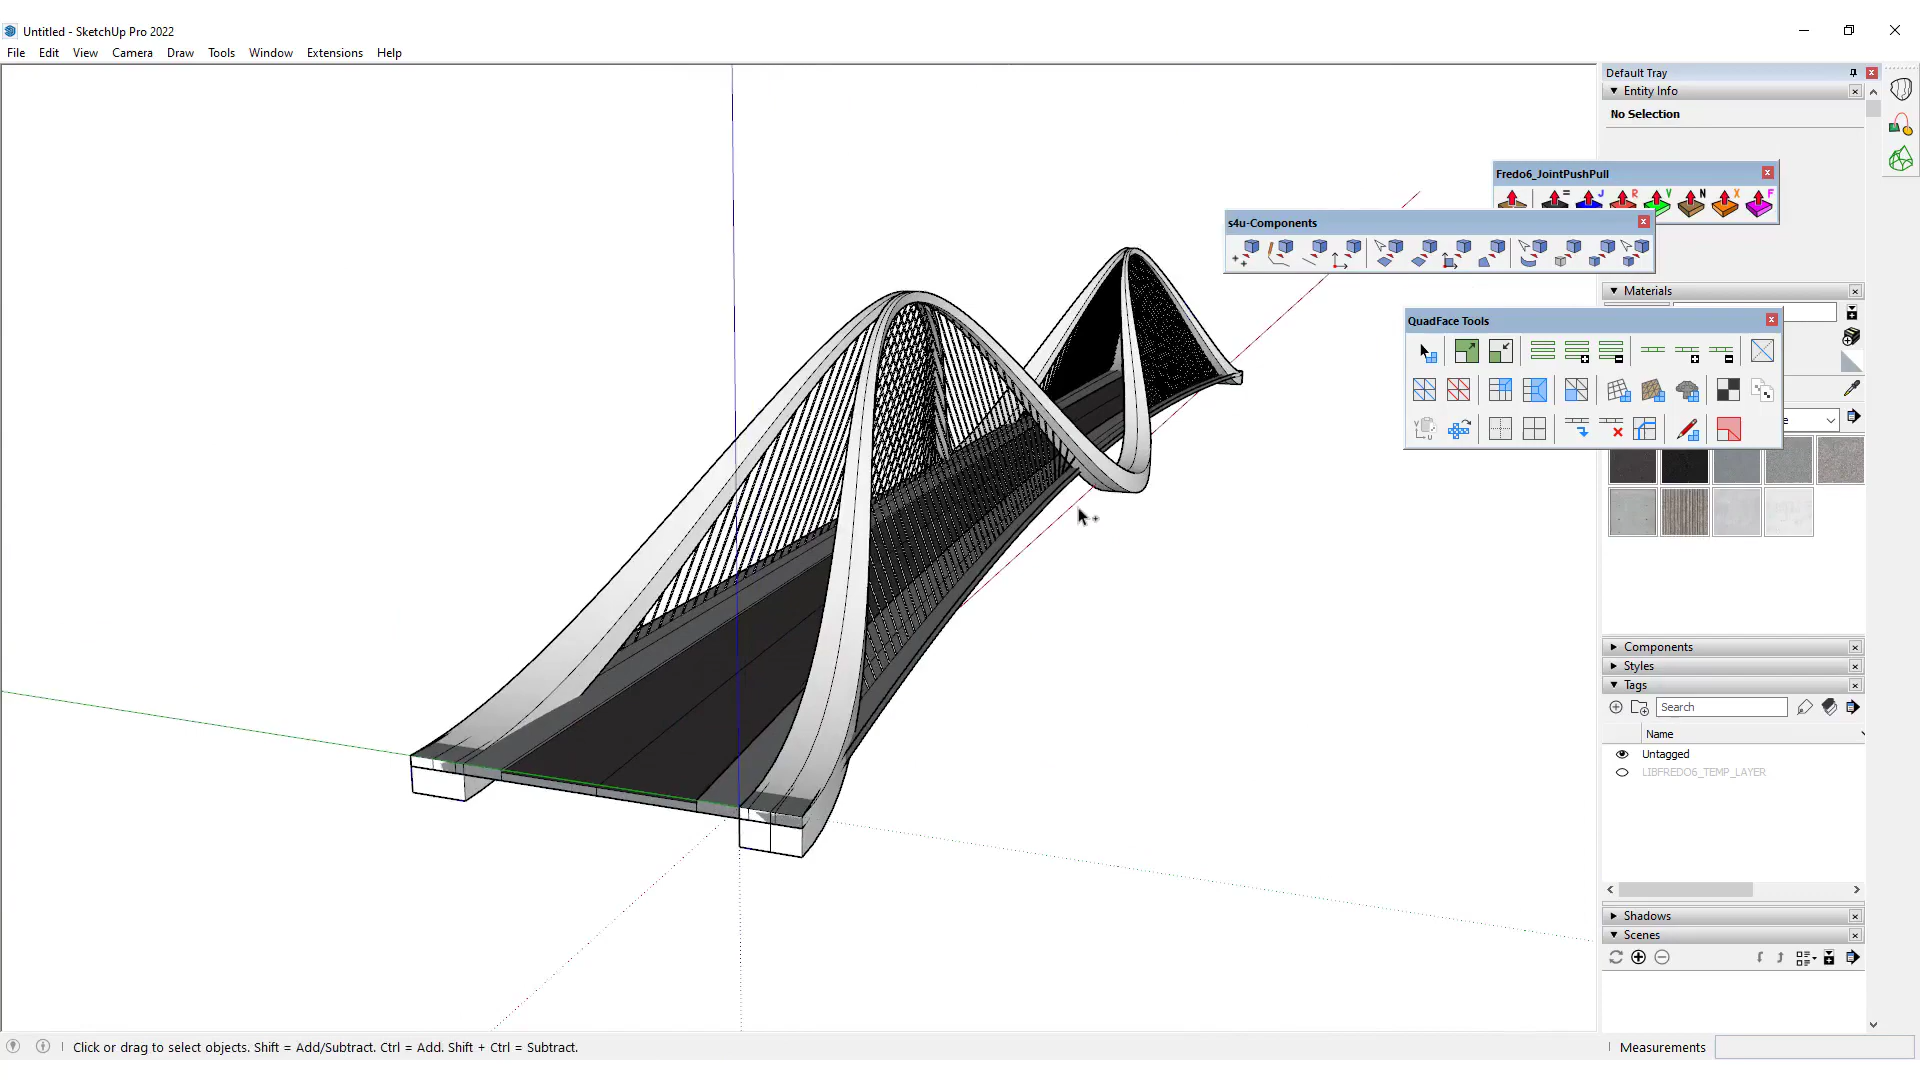 Untitled - SketchUp Pro 2022
File Edit View Camera Draw Tools Window Extensions Help
Default Tray
Entity Info
No Selection
Fredo6_JointPushPull
= J R V N X F
s4u-Components
Materials
QuadFace Tools
Components
Styles
Tags
Search
Name
Untagged
LIBFREDO6_TEMP_LAYER
Shadows
Scenes
Click or drag to select objects. Shift = Add/Subtract. Ctrl = Add. Shift + Ctrl = Subtract.
Measurements